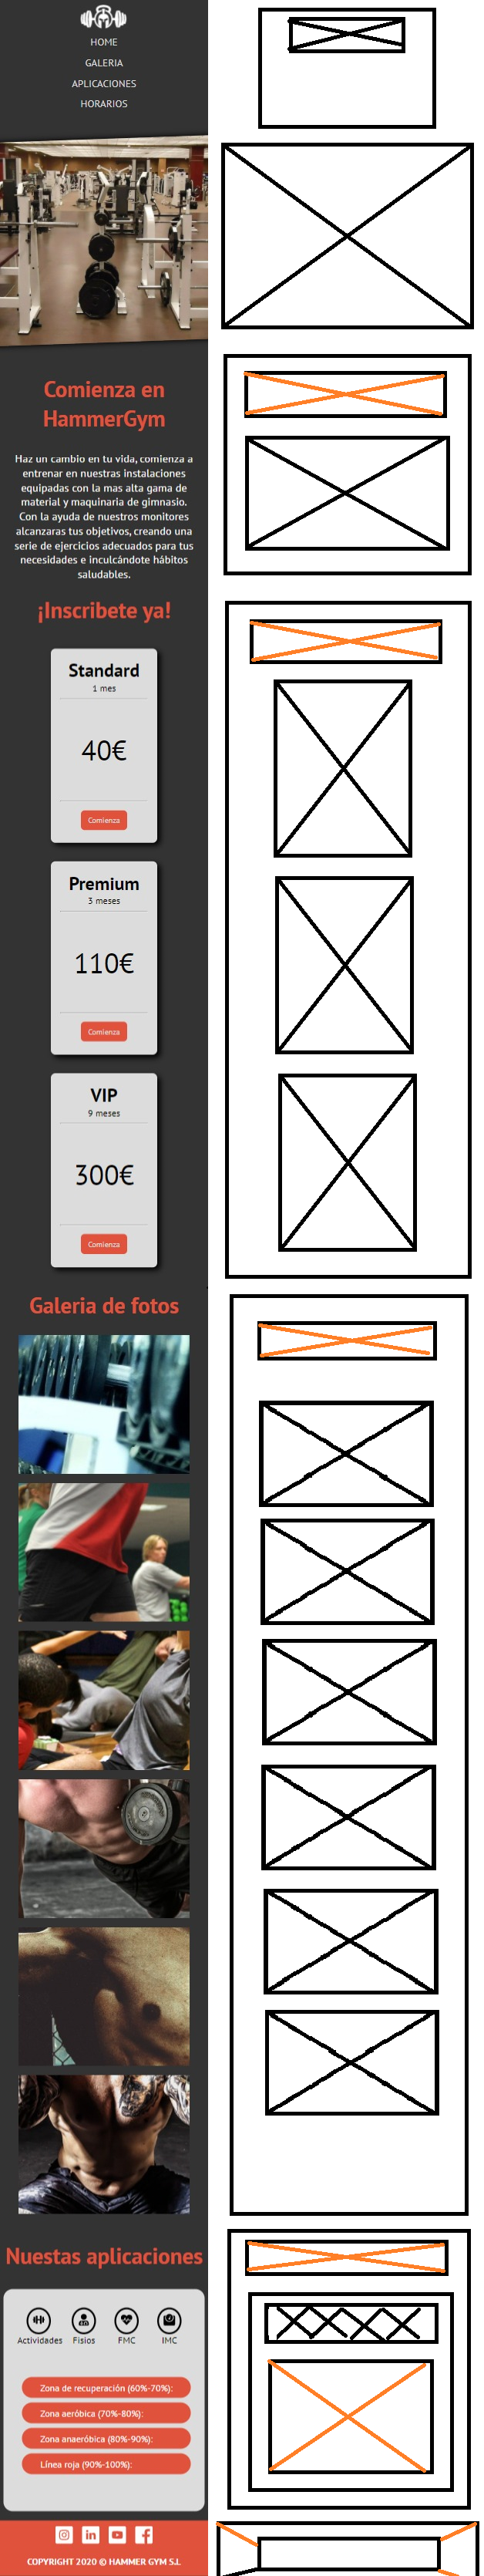 HOME
GALERIA
APLICACIONES
HORARIOS
Comienza en
HammerGym
Haz un cambio en tu vida, comienza a
entrenar en nuestras instalaciones
equipadas con la mas alta gama de
material y maquinaria de gimnasio.
Con la ayuda de nuestros monitores
alcanzaras tus objetivos, creando una
serie de ejercicios adecuados para tus
necesidades e inculcándote hábitos
saludables.
¡Inscribete ya!
Standard
1 mes
40€
Comienza
Premium
3 meses
110€
Comienza
VIP
9 meses
300€
Comienza
Galeria de fotos
Nuestas aplicaciones
Actividades Fisios FMC IMC
Zona de recuperación (60%-70%):
Zona aeróbica (70%-80%):
Zona anaeróbica (80%-90%):
Línea roja (90%-100%):
COPYRIGHT 2020 © HAMMER GYM S.L